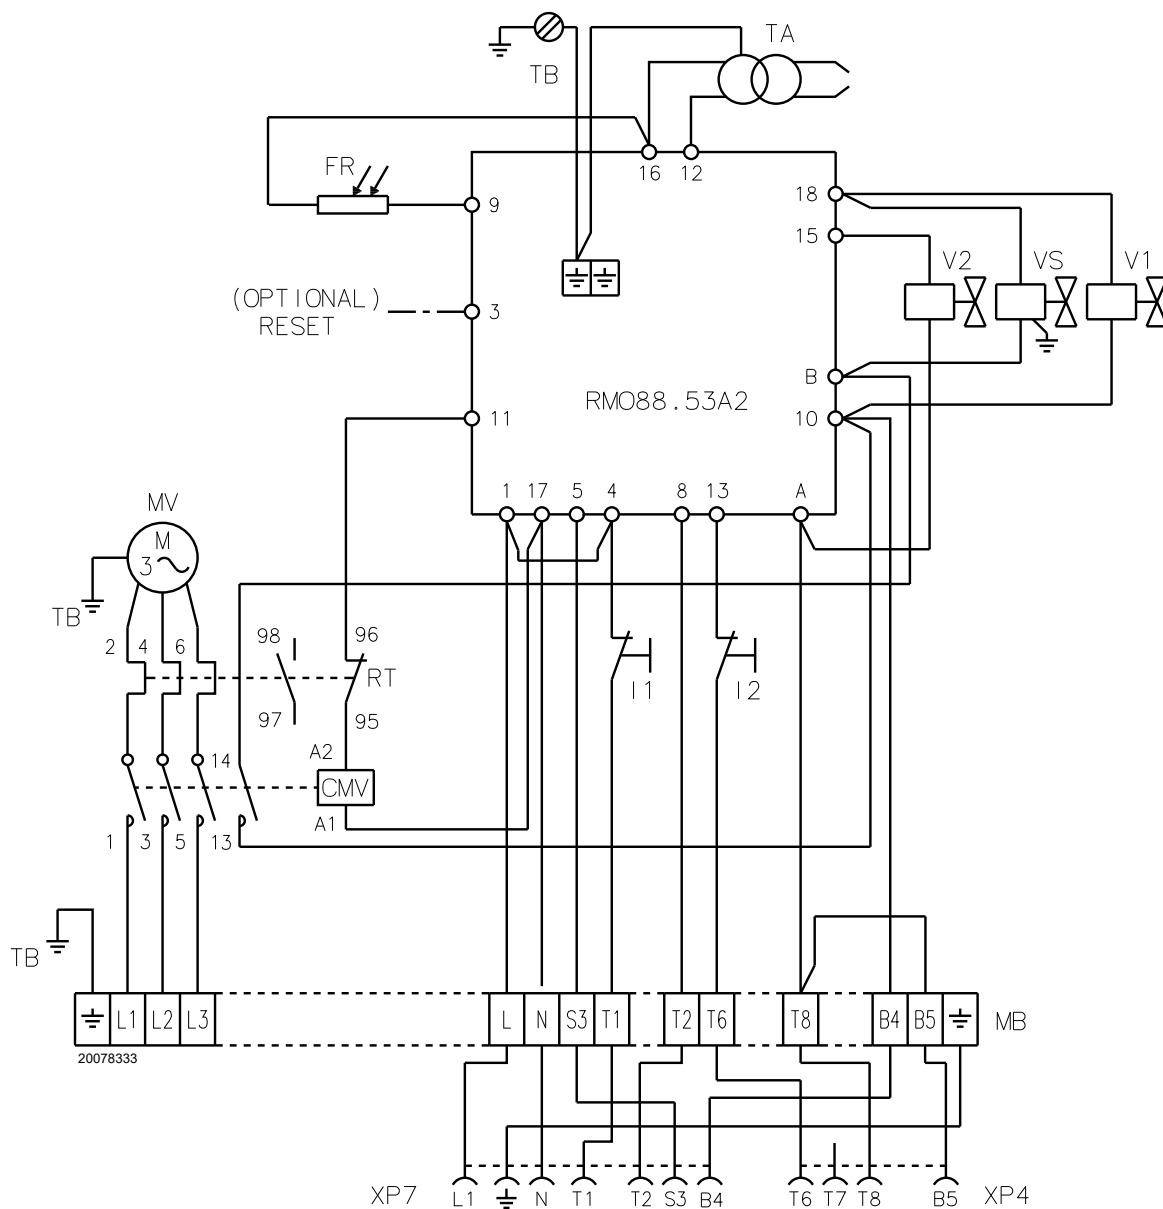 TA
TB
FR
16 12
9
18
15
V2 VS V1
(OPTIONAL)
RESET
3
B
RMO88.53A2
11
10
1 17 5 4 8 13 A
MV
M
3
TB
2 4 6
98 96
RT
97 95
I1 I2
14
A2
CMV
A1
1 3 5 13
TB
L1 L2 L3 L N S3 T1 T2 T6 T8 B4 B5 MB
20078333
XP7 L1 N T1 T2 S3 B4 T6 T7 T8 B5 XP4